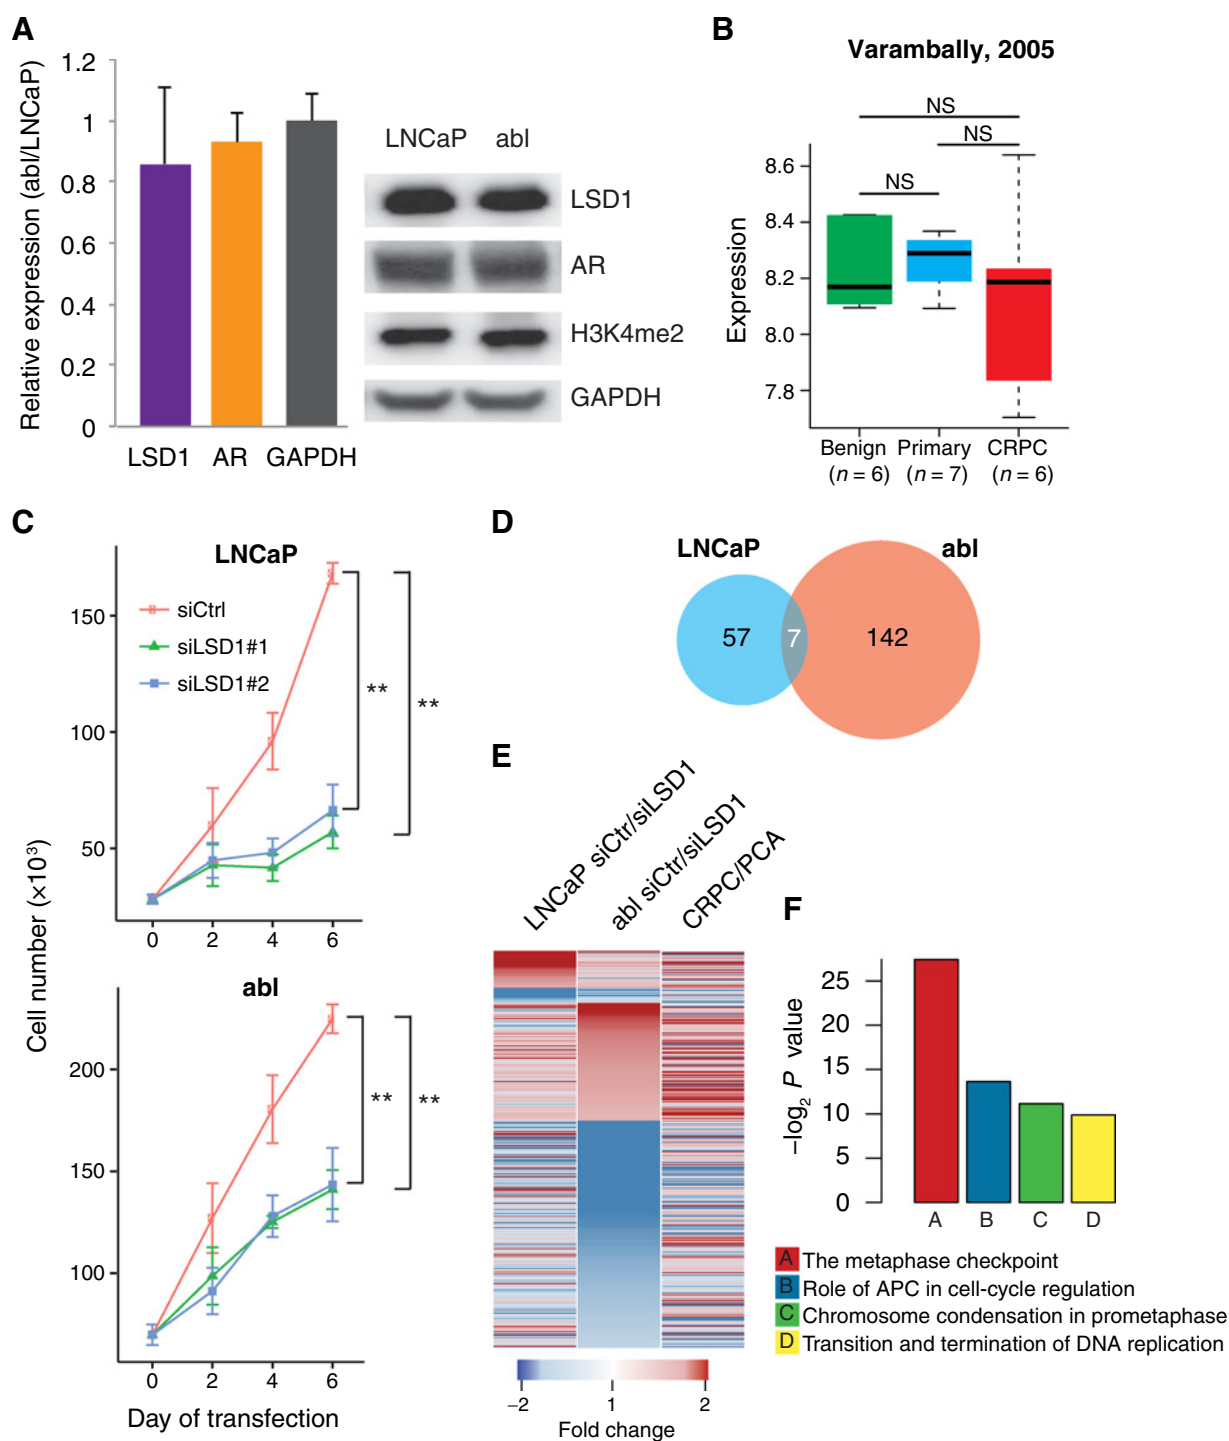 A
Relative expression (abl/LNCaP)
1.2
1
0.8
0.6
0.4
0.2
0
LSD1 AR GAPDH
LNCaP abl
LSD1
AR
H3K4me2
GAPDH
B
Varambally, 2005
NS
NS
NS
Expression
8.6
8.4
8.2
8.0
7.8
Benign Primary CRPC
(n = 6) (n = 7) (n = 6)
C
Cell number (×10³)
LNCaP
siCtrl
siLSD1#1
siLSD1#2
150
100
50
**
**
0 2 4 6
abl
200
150
100
** **
0 2 4 6
Day of transfection
D
LNCaP abl
57 7 142
E
LNCaP siCtr/siLSD1
abl siCtr/siLSD1
CRPC/PCA
−2 1 2
Fold change
F
−log₂ P value
25
20
15
10
5
0
A B C D
A The metaphase checkpoint
B Role of APC in cell-cycle regulation
C Chromosome condensation in prometaphase
D Transition and termination of DNA replication